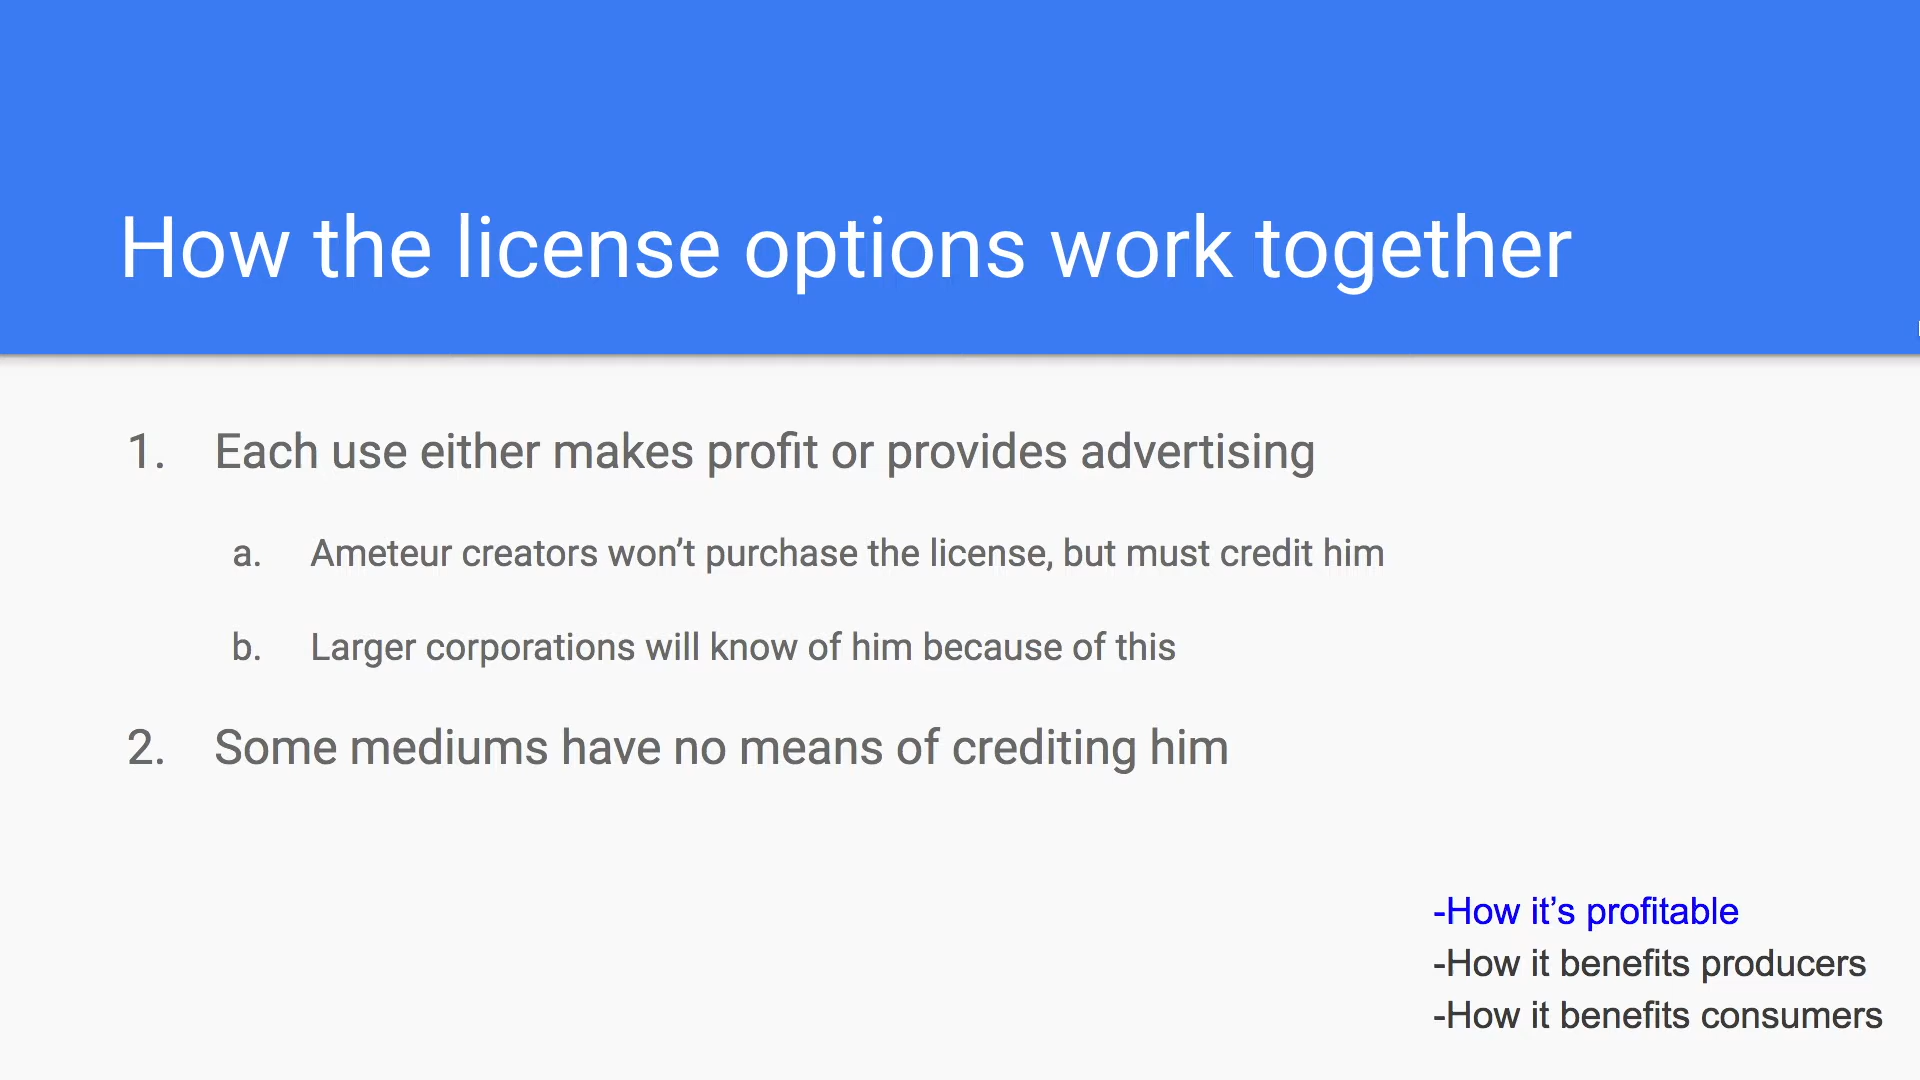 How the license options work together
1. Each use either makes profit or provides advertising
a. Ameteur creators won’t purchase the license, but must credit him
b. Larger corporations will know of him because of this
2. Some mediums have no means of crediting him
-How it’s profitable
-How it benefits producers
-How it benefits consumers